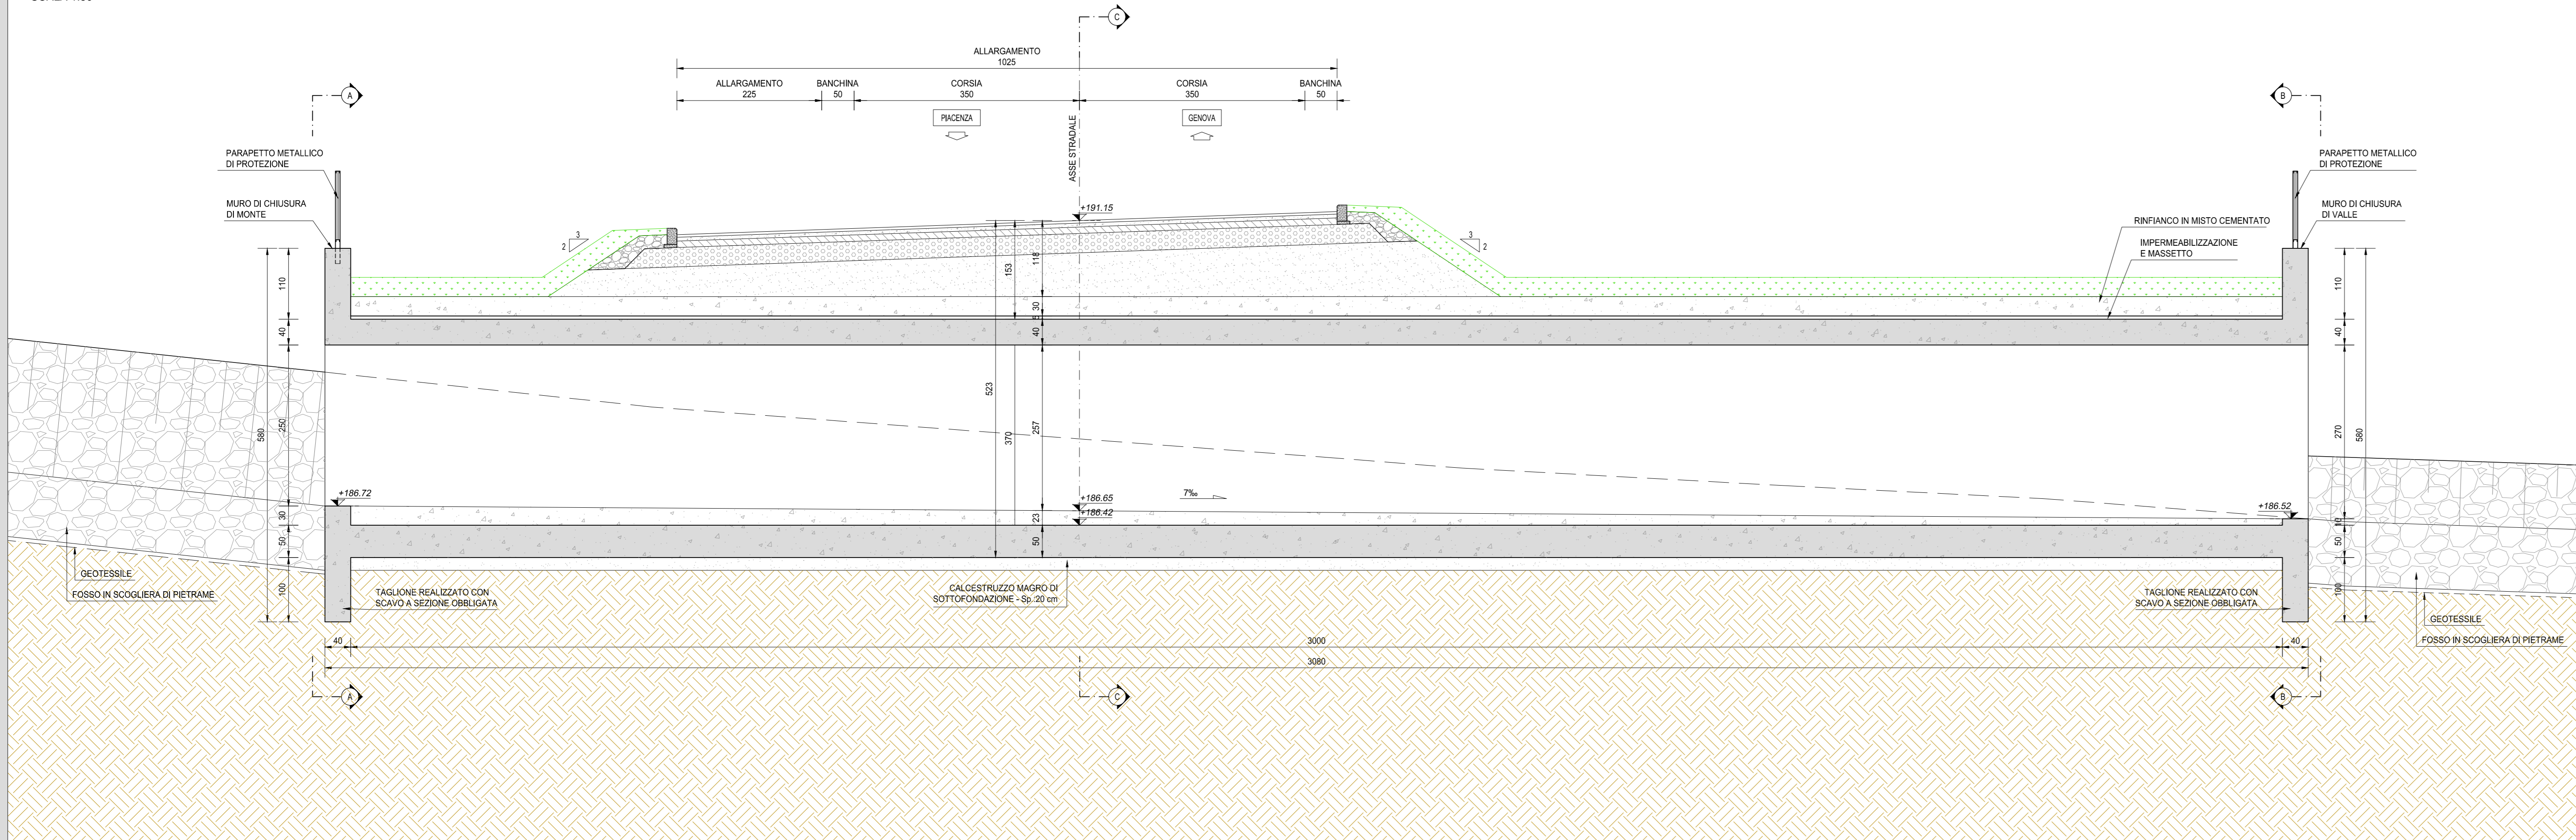 C
ALLARGAMENTO
1025
ALLARGAMENTO
BANCHINA
CORSIA
CORSIA
BANCHINA
225
50
350
350
50
A
B
PIACENZA
GENOVA
ASSE STRADALE
PARAPETTO METALLICO
DI PROTEZIONE
PARAPETTO METALLICO
DI PROTEZIONE
MURO DI CHIUSURA
DI MONTE
MURO DI CHIUSURA
DI VALLE
+191.15
RINFIANCO IN MISTO CEMENTATO
IMPERMEABILIZZAZIONE
E MASSETTO
3
2
3
2
110
40
250
30
50
100
580
153
118
30
5
40
523
370
257
23
50
110
40
270
10
50
100
580
+186.72
+186.65
+186.42
7‰
+186.52
GEOTESSILE
FOSSO IN SCOGLIERA DI PIETRAME
TAGLIONE REALIZZATO CON
SCAVO A SEZIONE OBBLIGATA
CALCESTRUZZO MAGRO DI
SOTTOFONDAZIONE - Sp.:20 cm
TAGLIONE REALIZZATO CON
SCAVO A SEZIONE OBBLIGATA
GEOTESSILE
FOSSO IN SCOGLIERA DI PIETRAME
40
3000
40
3080
A
C
B